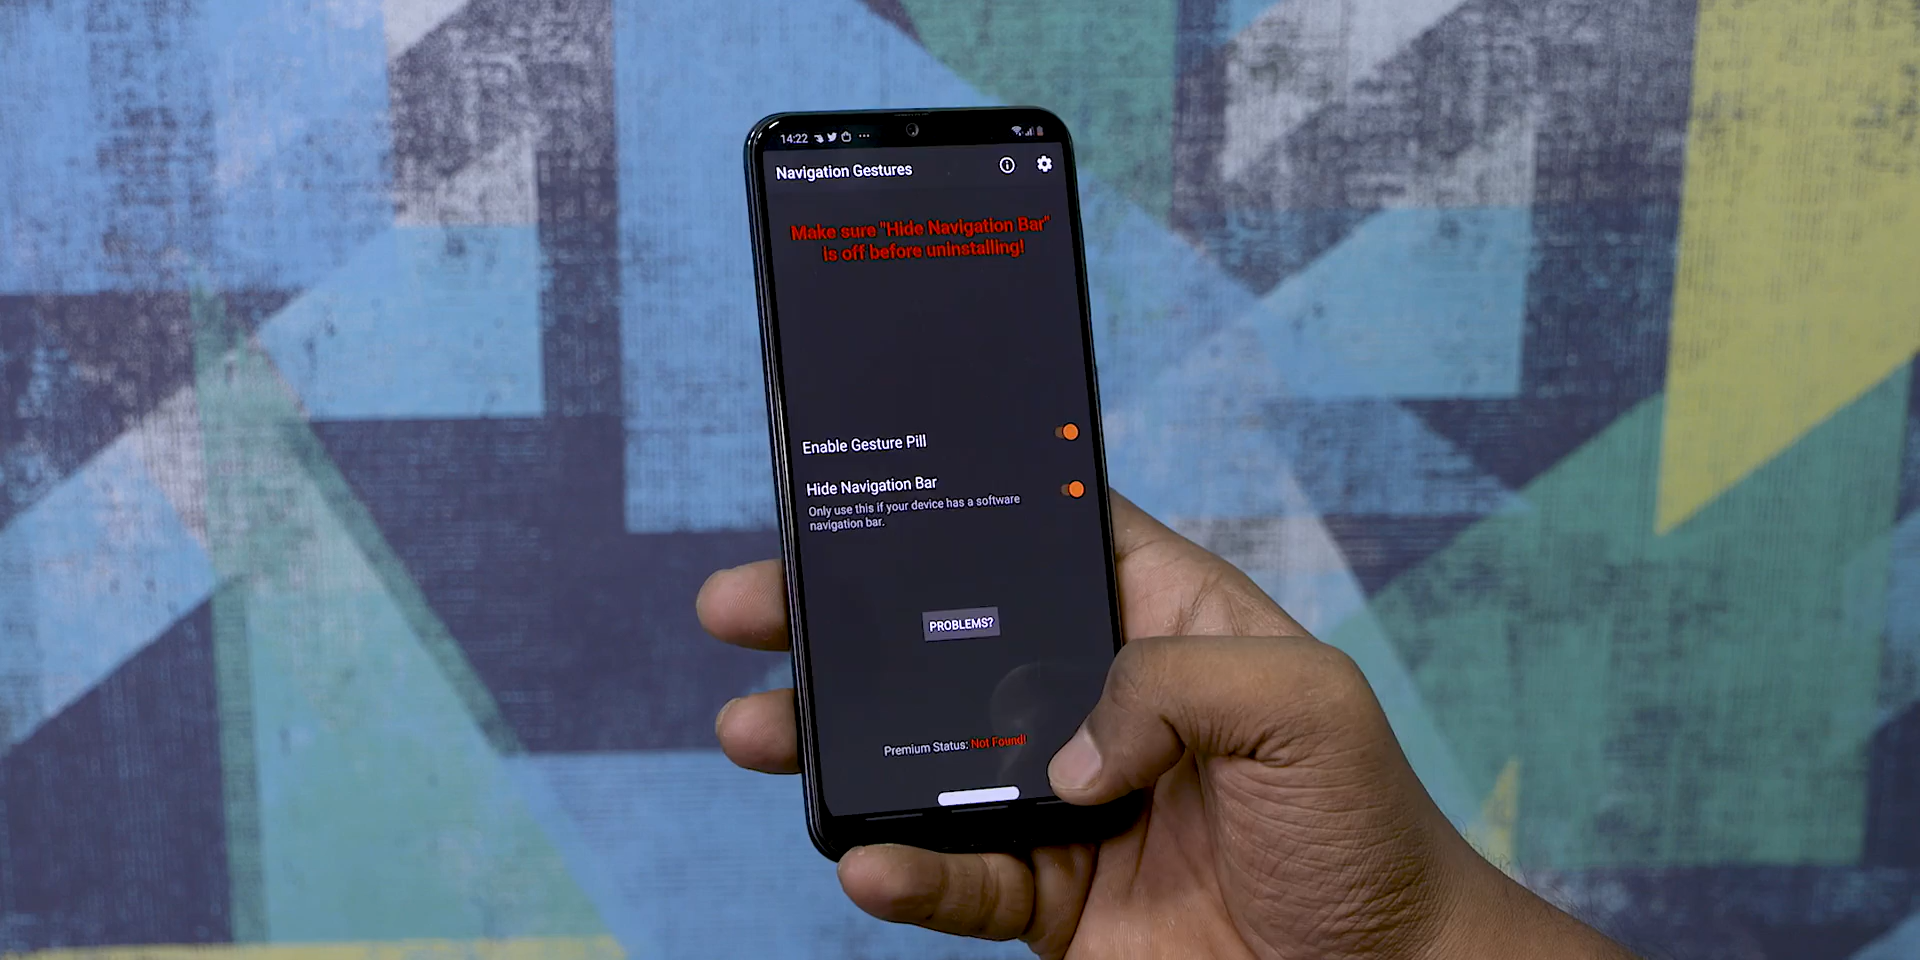 14:22
Navigation Gestures
Make sure "Hide Navigation Bar"
is off before uninstalling!
Enable Gesture Pill
Hide Navigation Bar
Only use this if your device has a software
navigation bar.
PROBLEMS?
Premium Status: Not Found!